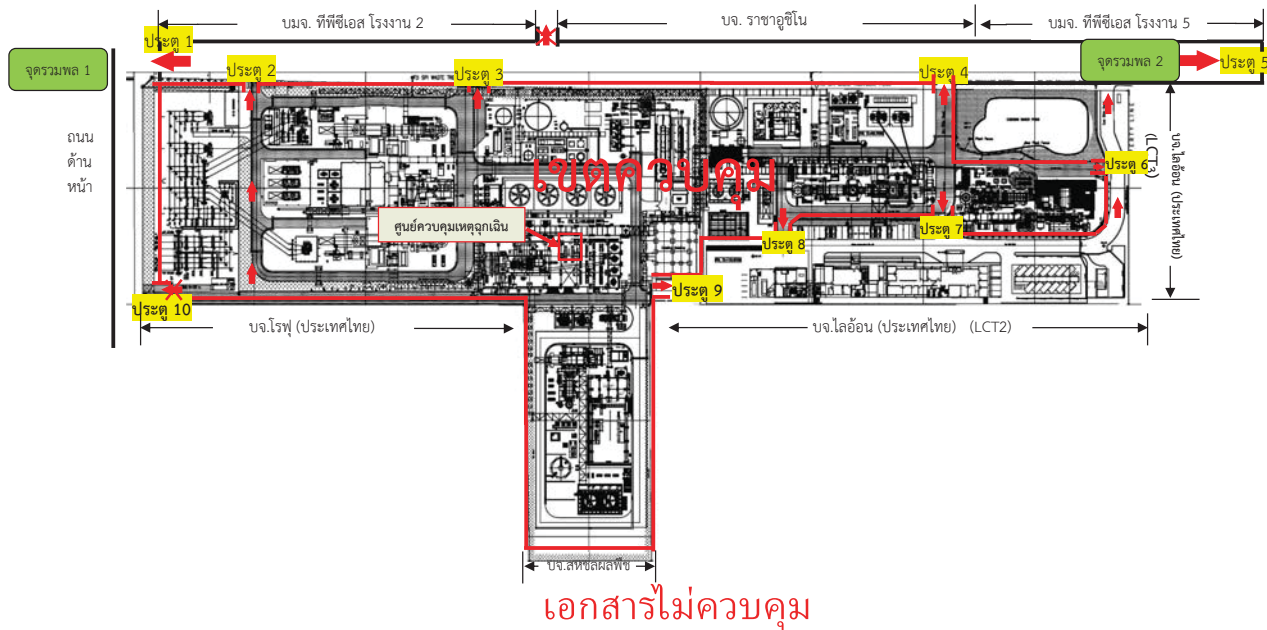 บมจ. ทีพีซีเอส โรงงาน 2
บจ. ราชาอูชิโน
บมจ. ทีพีซีเอส โรงงาน 5
ประตู 1
จุดรวมพล 1
ประตู 2
ประตู 3
ประตู 4
จุดรวมพล 2
ประตู 5
ถนน
ด้าน
หน้า
เขตควบคุม
ประตู 6
บจ.ไลอ้อน (ประเทศไทย)
(LCT3)
ศูนย์ควบคุมเหตุฉุกเฉิน
ประตู 7
ประตู 8
ประตู 9
ประตู 10
บจ.โรฟุ (ประเทศไทย)
บจ.ไลอ้อน (ประเทศไทย) (LCT2)
บจ.สหชลผลพืช
เอกสารไม่ควบคุม